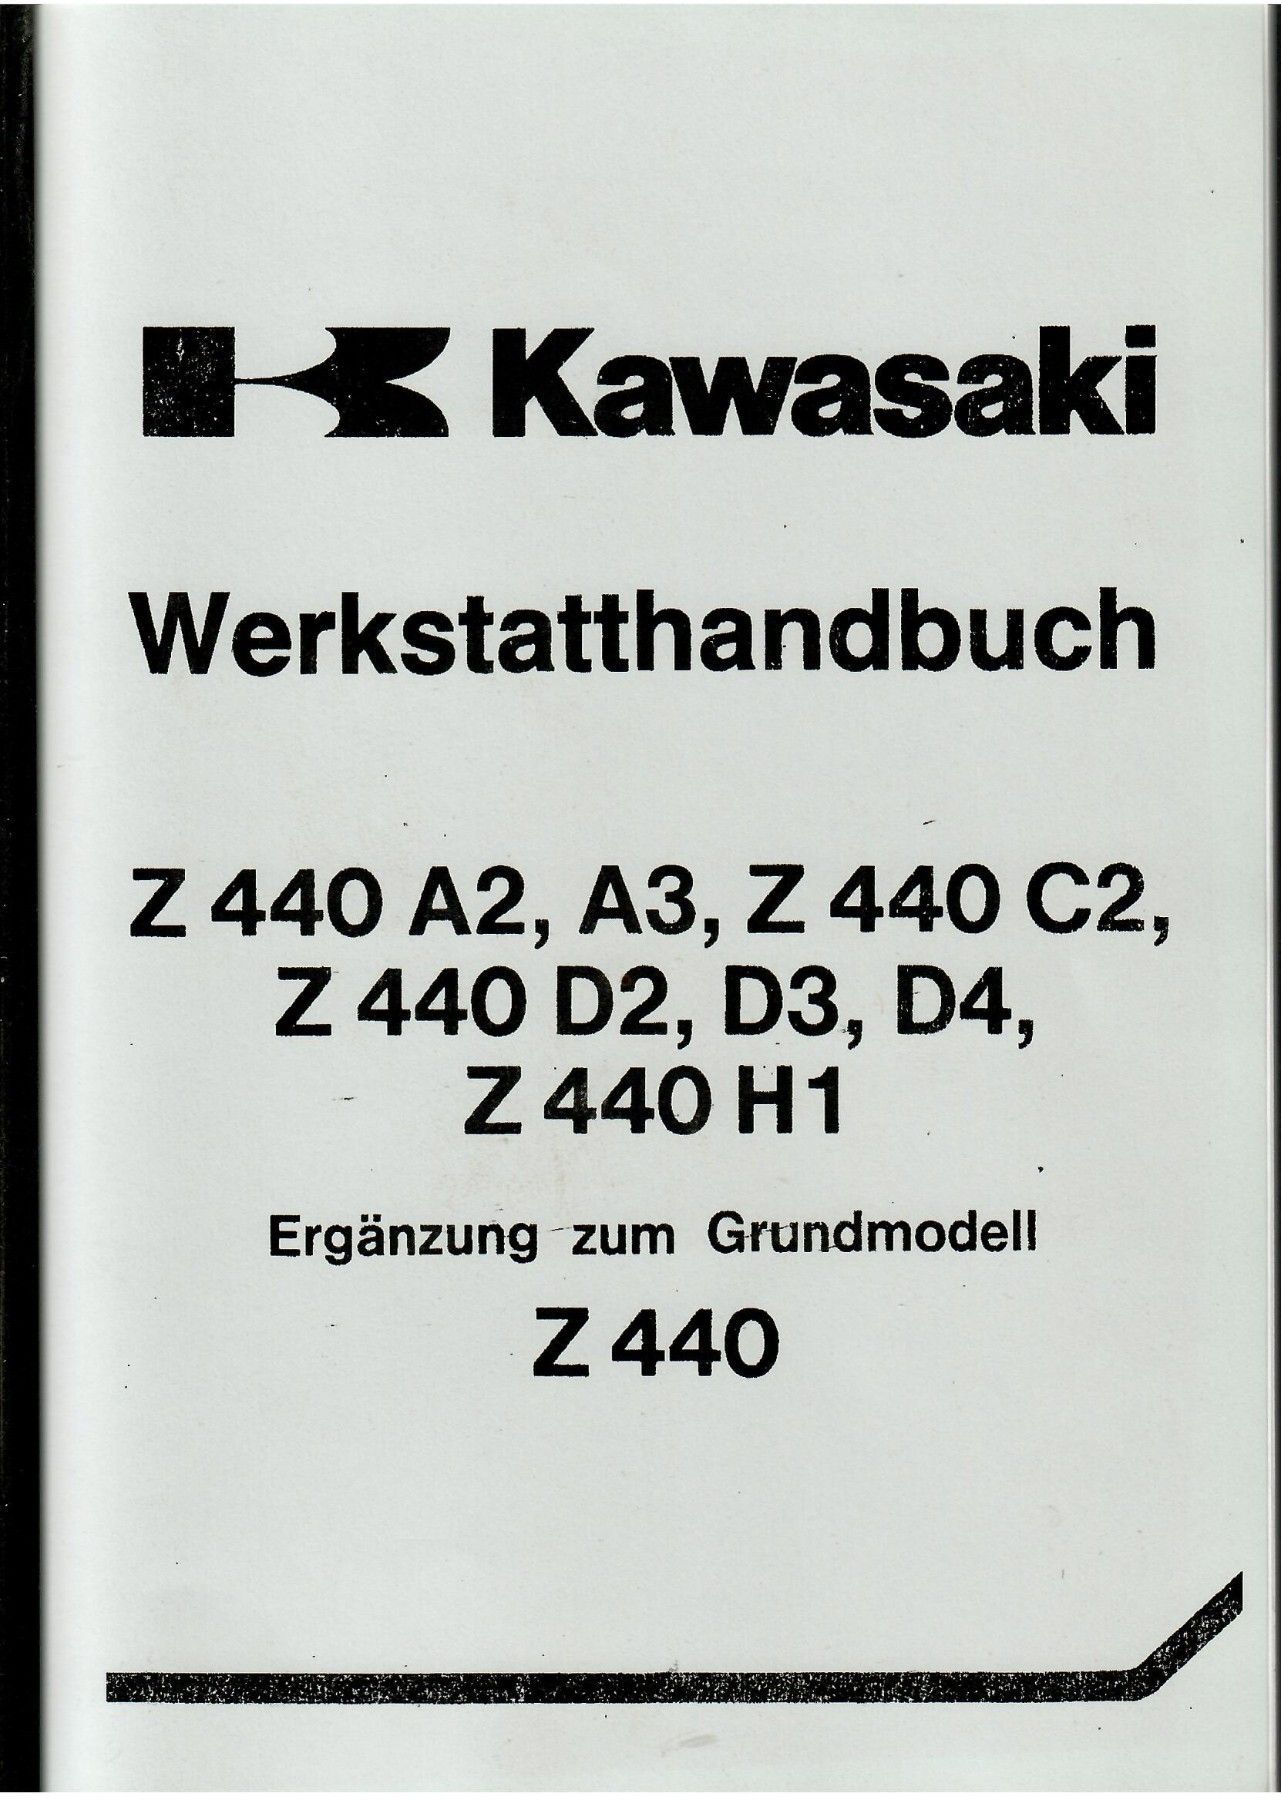 Kawasaki
Werkstatthandbuch
Z 440 A2, A3, Z 440 C2,
Z 440 D2, D3, D4,
Z 440 H1
Ergänzung zum Grundmodell
Z 440